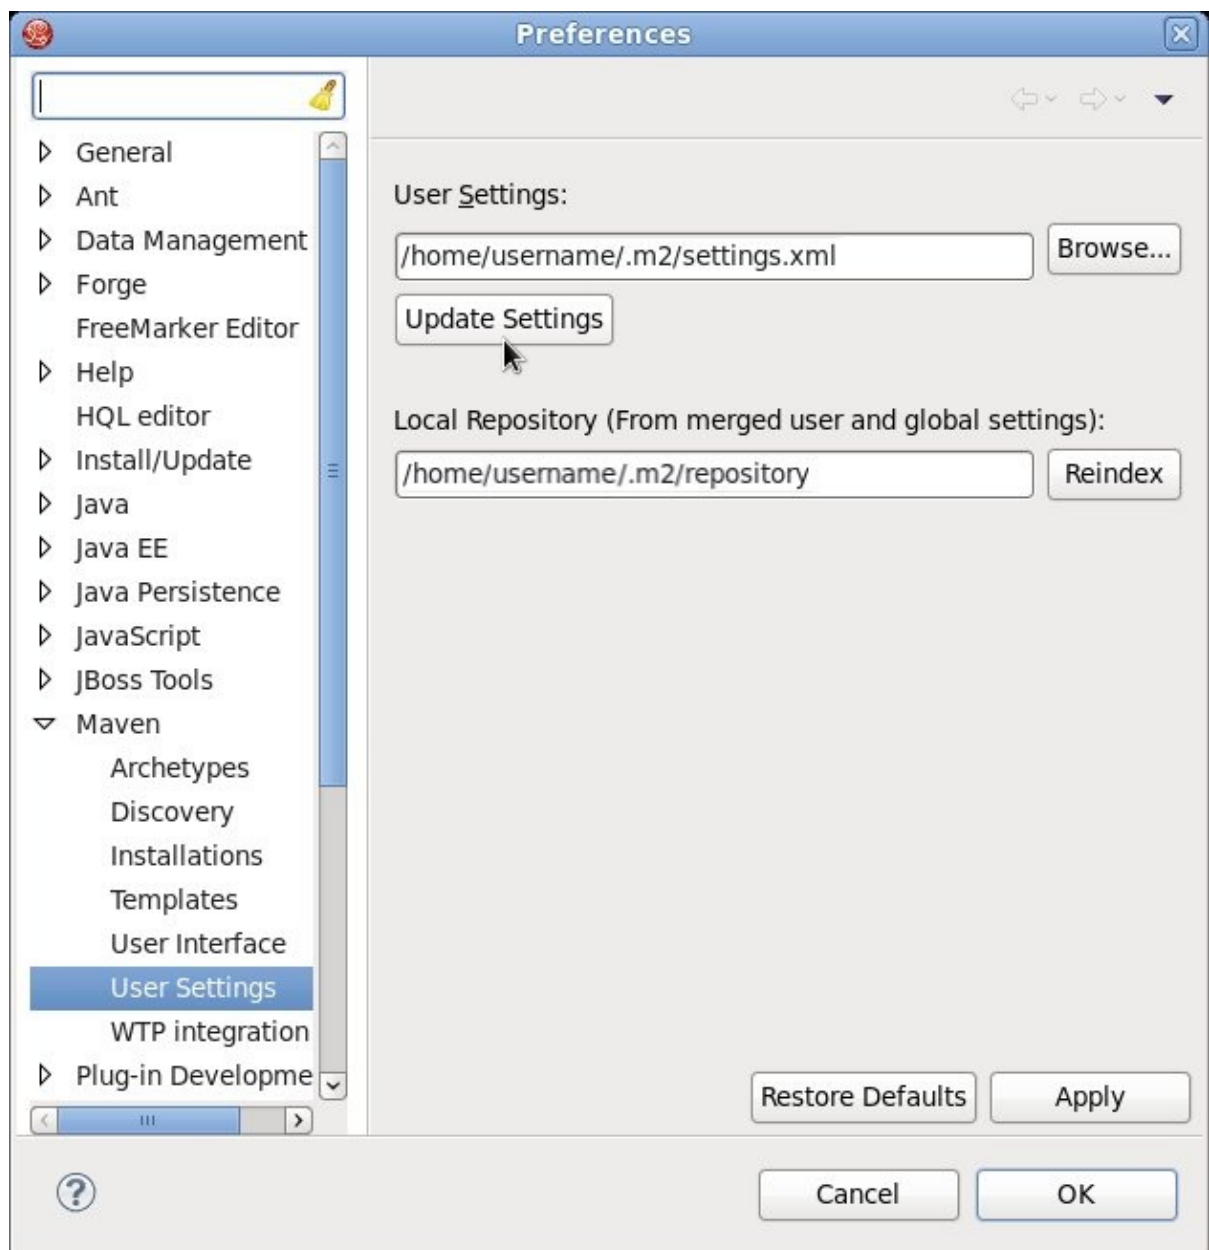 Preferences
General
Ant
Data Management
Forge
FreeMarker Editor
Help
HQL editor
Install/Update
Java
Java EE
Java Persistence
JavaScript
JBoss Tools
Maven
Archetypes
Discovery
Installations
Templates
User Interface
User Settings
WTP integration
Plug-in Developme
User Settings:
/home/username/.m2/settings.xml
Browse...
Update Settings
Local Repository (From merged user and global settings):
/home/username/.m2/repository
Reindex
Restore Defaults
Apply
?
Cancel
OK